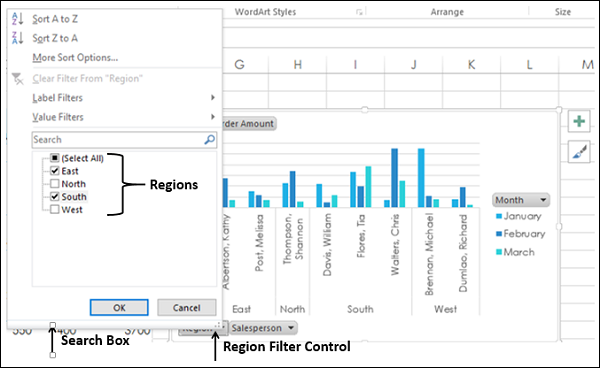 WordArt Styles Arrange Size
Sort A to Z
Sort Z to A
More Sort Options...
Clear Filter From "Region"
Label Filters
Value Filters
Search
(Select All)
East
North
South
West
Regions
OK Cancel
G H I J K L M
Order Amount
Albertson, Kathy
Post, Melissa
Thompson, Shannon
Davis, William
Flores, Tia
Walters, Chris
Brennan, Michael
Dumlao, Richard
East North South West
Month
January
February
March
Region Salesperson
550 $400 $700
Search Box
Region Filter Control